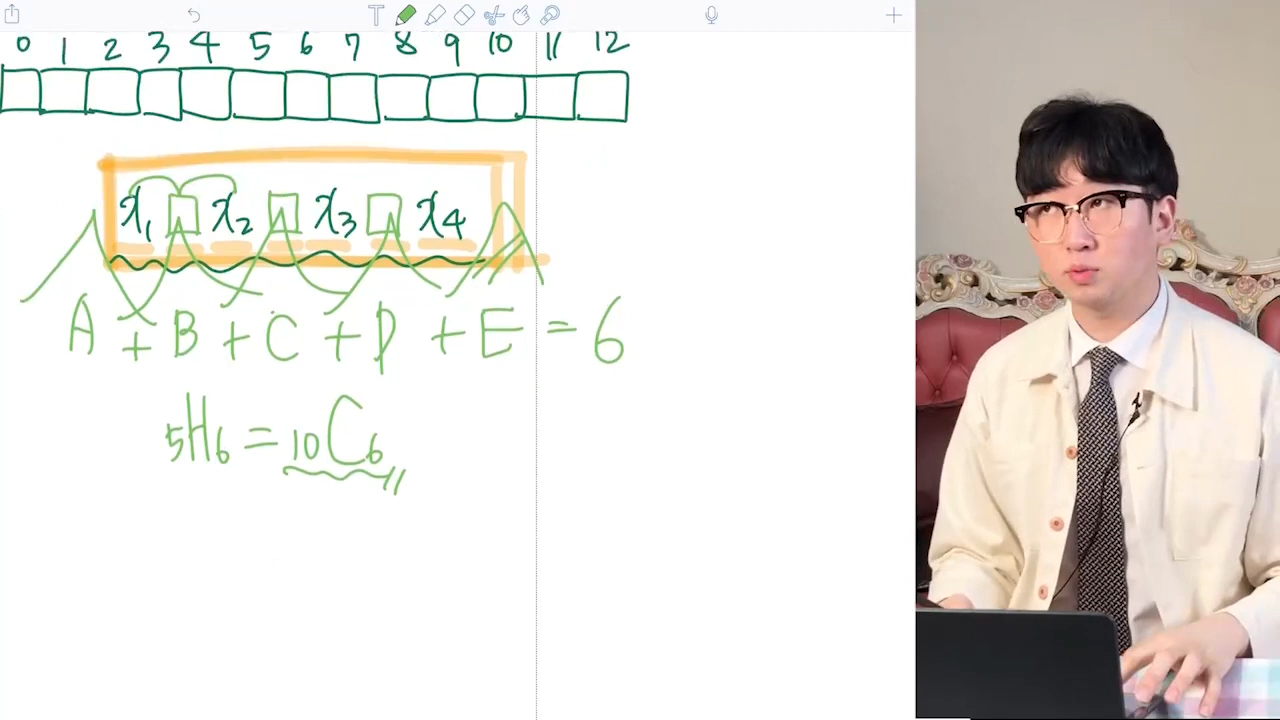 0 1 2 3 4 5 6 7 8 9 10 11 12
x₁ □ x₂ □ x₃ □ x₄
A + B + C + D + E = 6
₅H₆ = ₁₀C₆